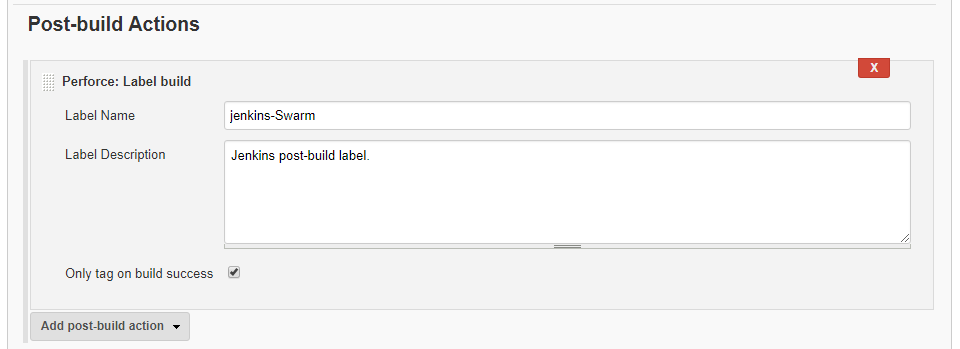 Post-build Actions
X
Perforce: Label build
Label Name
jenkins-Swarm
Label Description
Jenkins post-build label.
Only tag on build success
Add post-build action